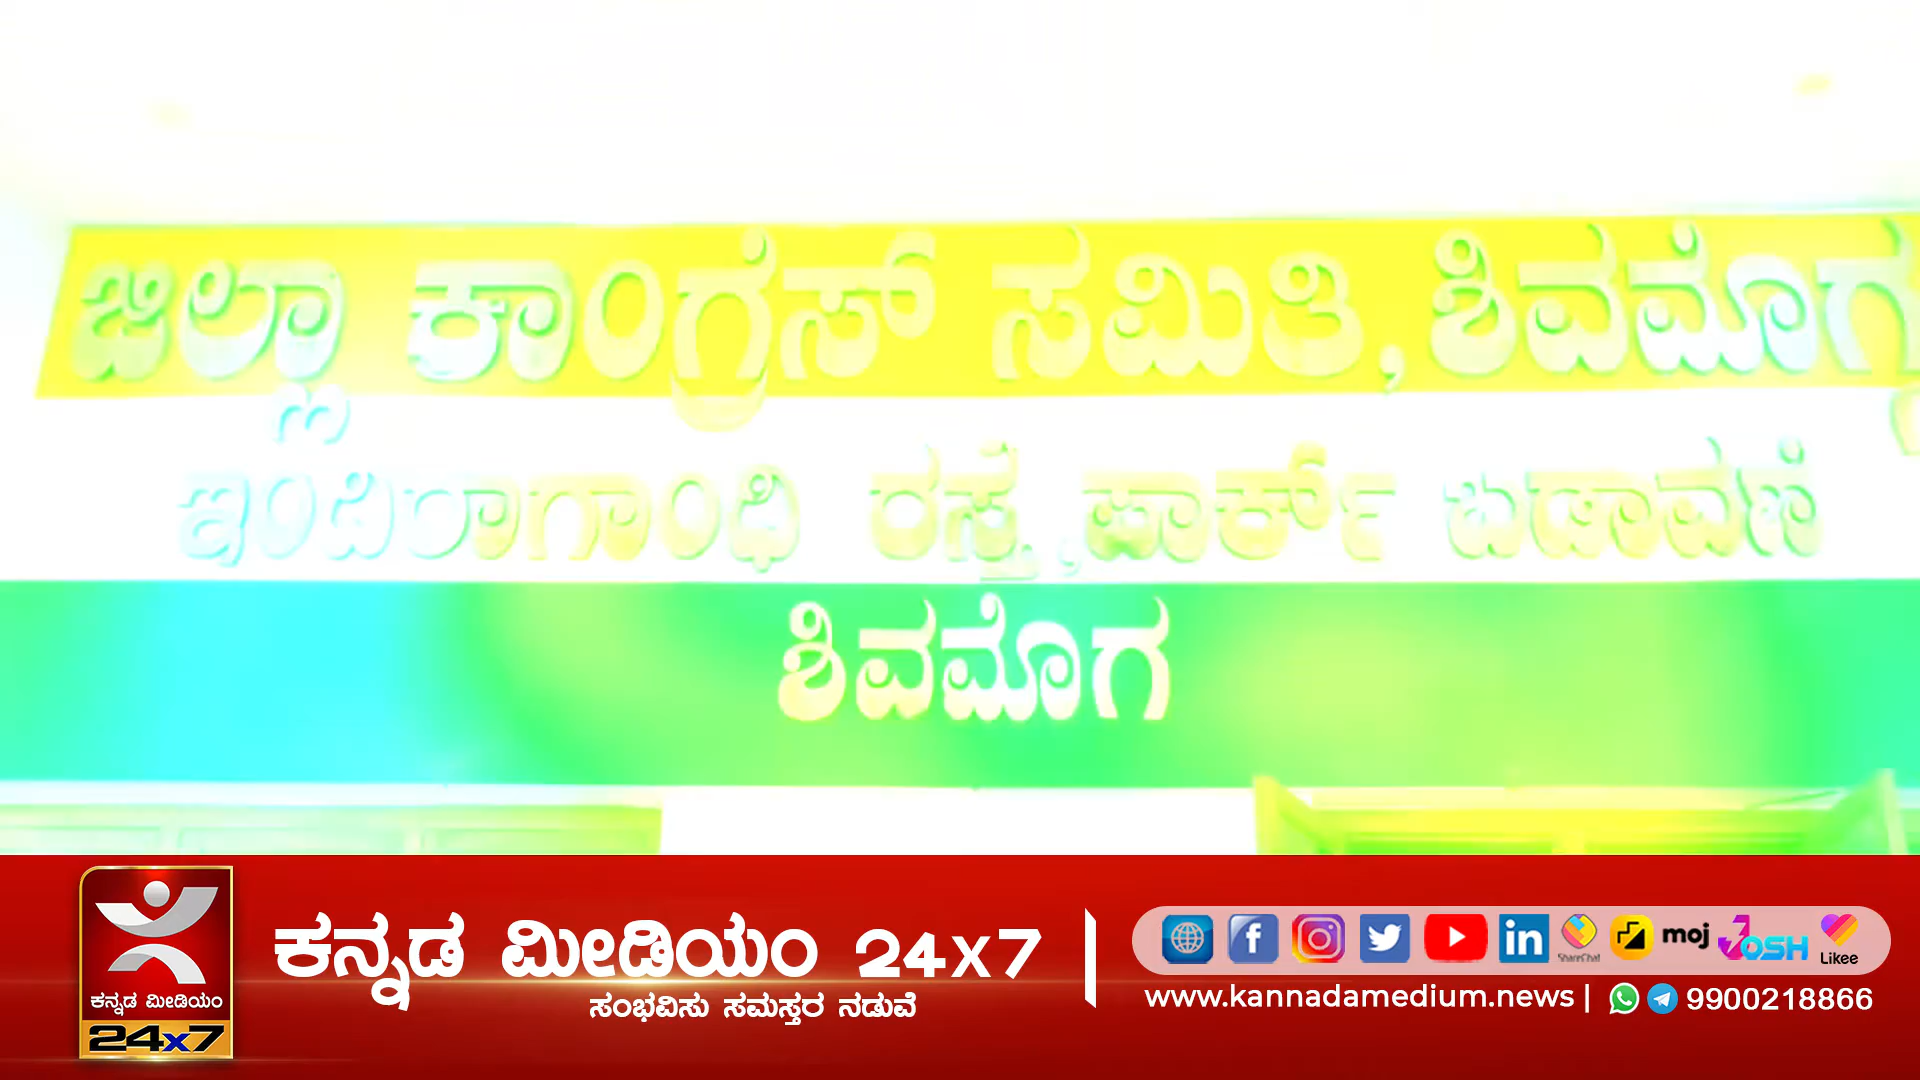 ಜಿಲ್ಲಾ ಕಾಂಗ್ರೆಸ್ ಸಮಿತಿ, ಶಿವಮೊಗ್ಗ
ಇಂದಿರಾಗಾಂಧಿ ರಸ್ತೆ, ಪಾರ್ಕ್ ಬಡಾವಣೆ
ಶಿವಮೊಗ
ಕನ್ನಡ ಮೀಡಿಯಂ
24x7
ಕನ್ನಡ ಮೀಡಿಯಂ 24x7
ಸಂಭವಿಸು ಸಮಸ್ತರ ನಡುವೆ
ShareChat moj JOSH Likee
www.kannadamedium.news | 9900218866